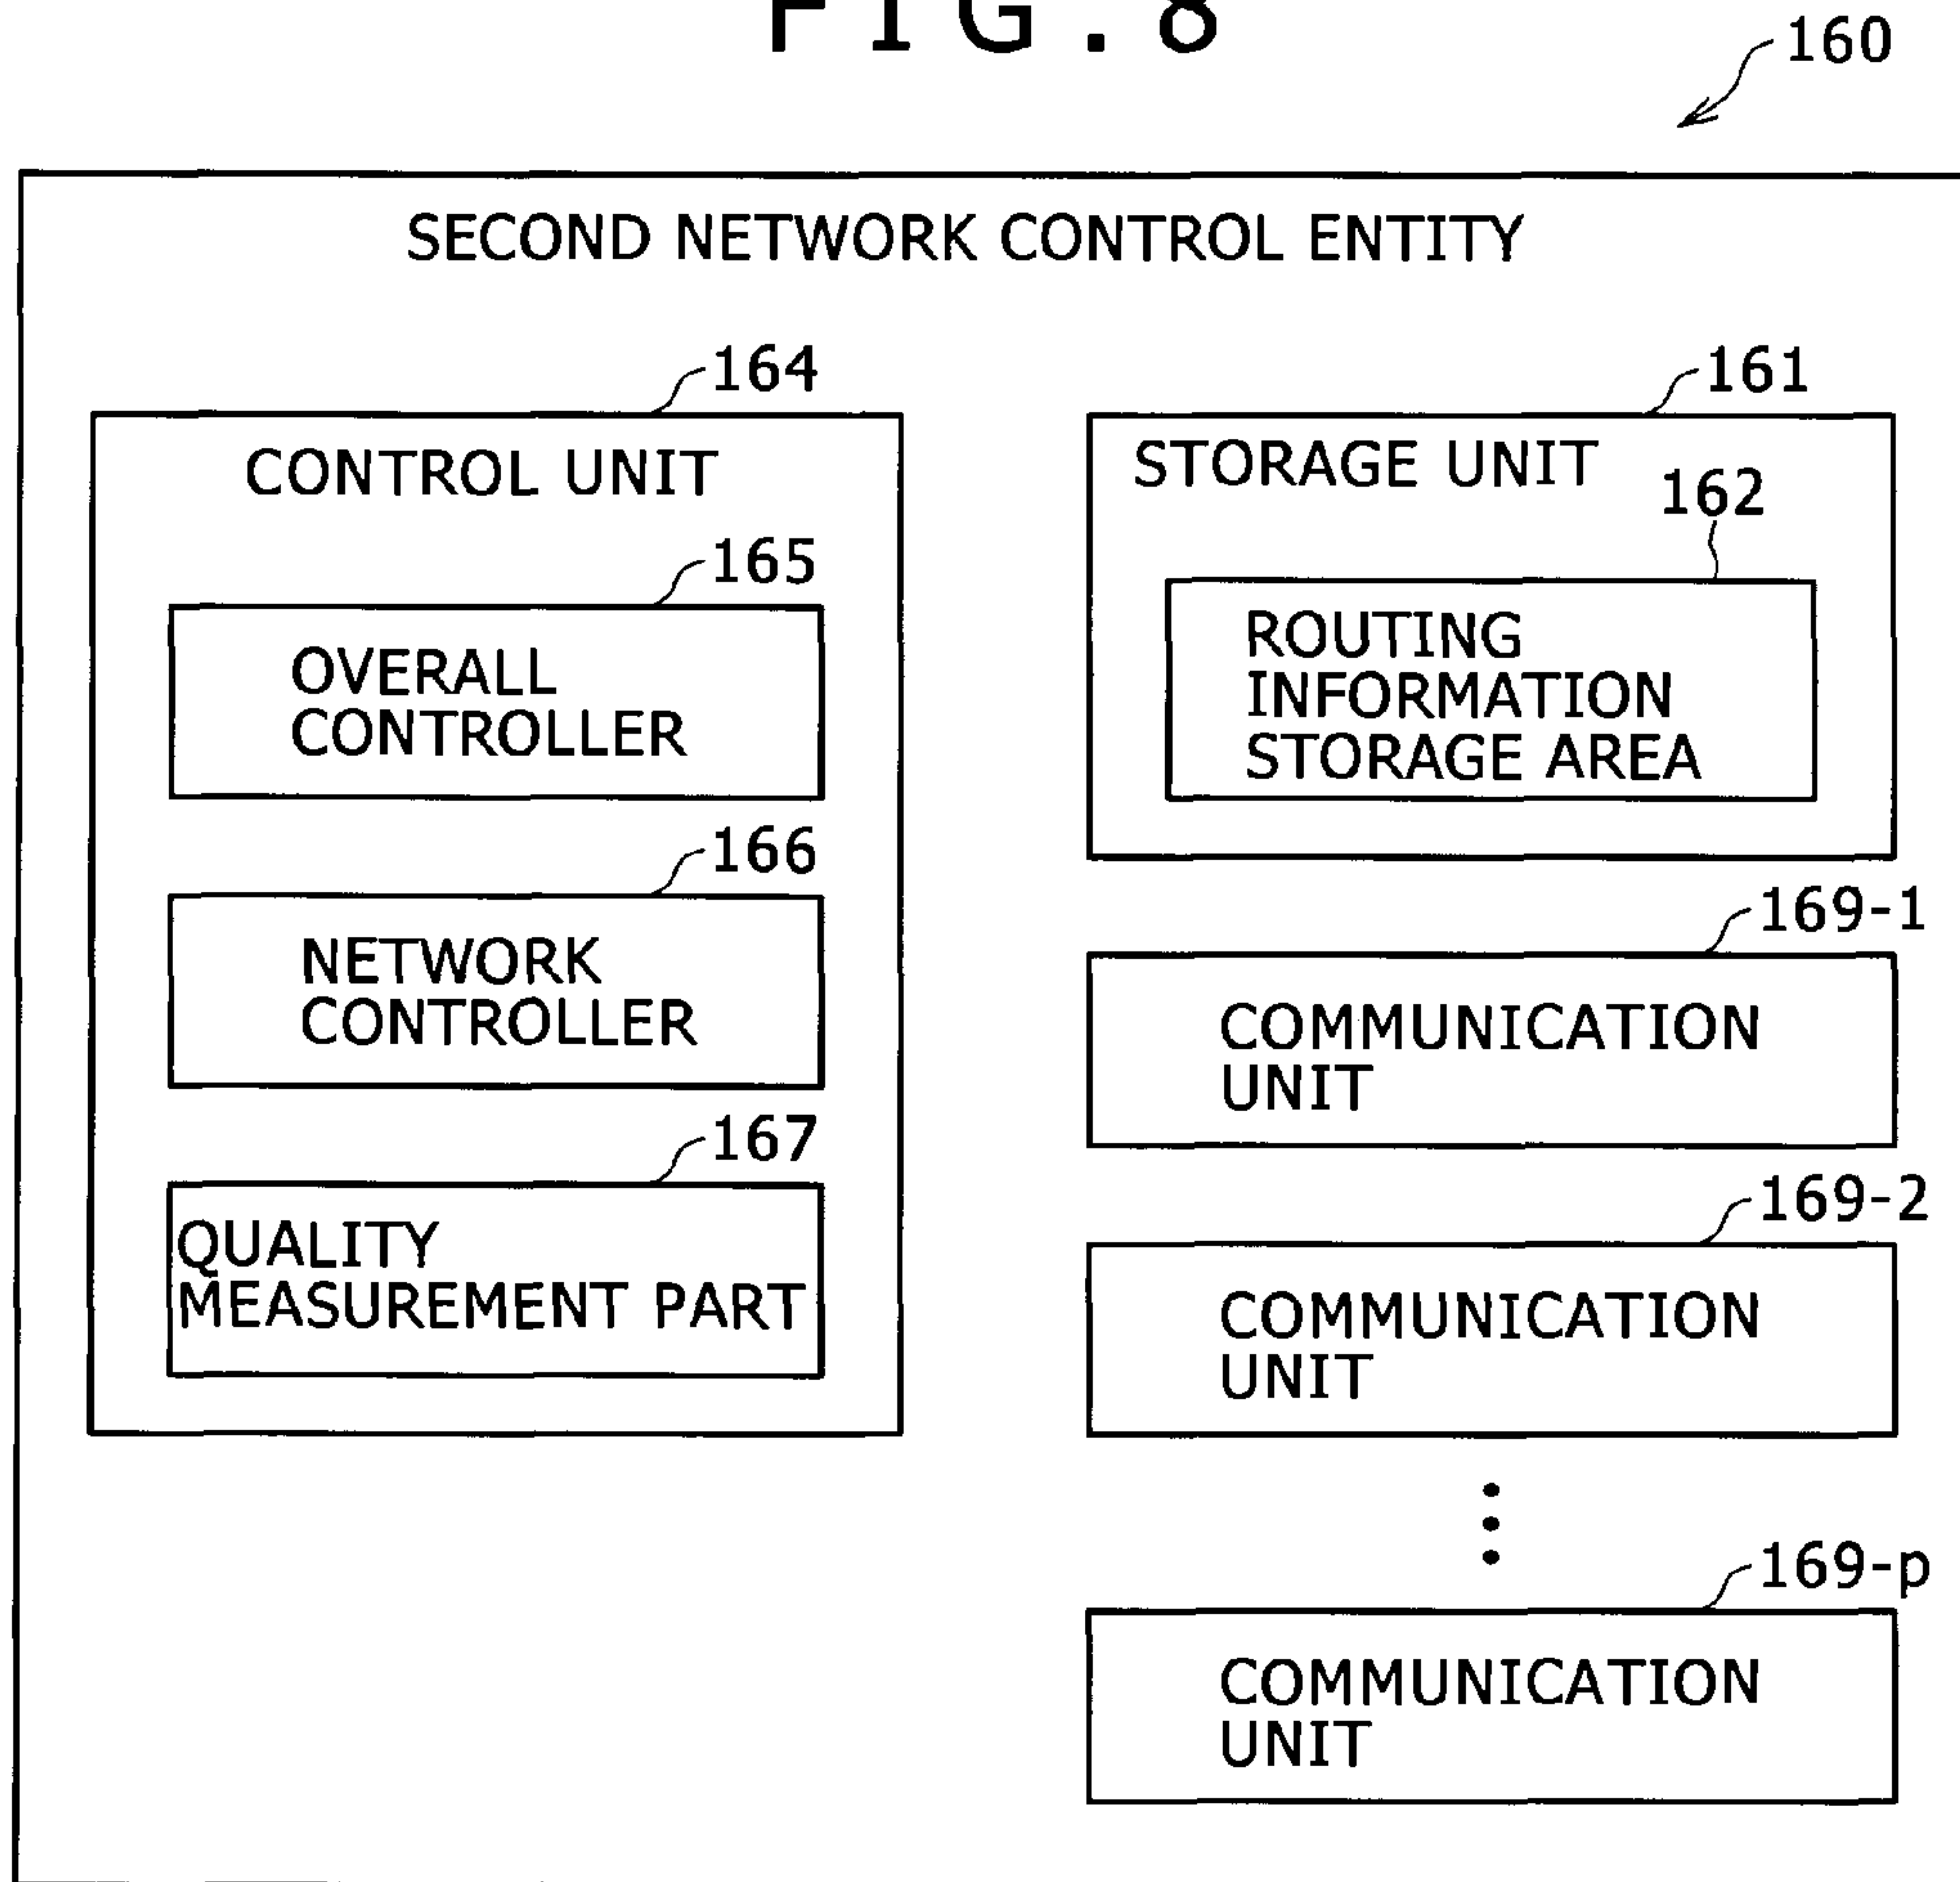 FIG.8
160
SECOND NETWORK CONTROL ENTITY
164
CONTROL UNIT
165
OVERALL
CONTROLLER
166
NETWORK
CONTROLLER
167
QUALITY
MEASUREMENT PART
161
STORAGE UNIT
162
ROUTING
INFORMATION
STORAGE AREA
169-1
COMMUNICATION
UNIT
169-2
COMMUNICATION
UNIT
169-p
COMMUNICATION
UNIT